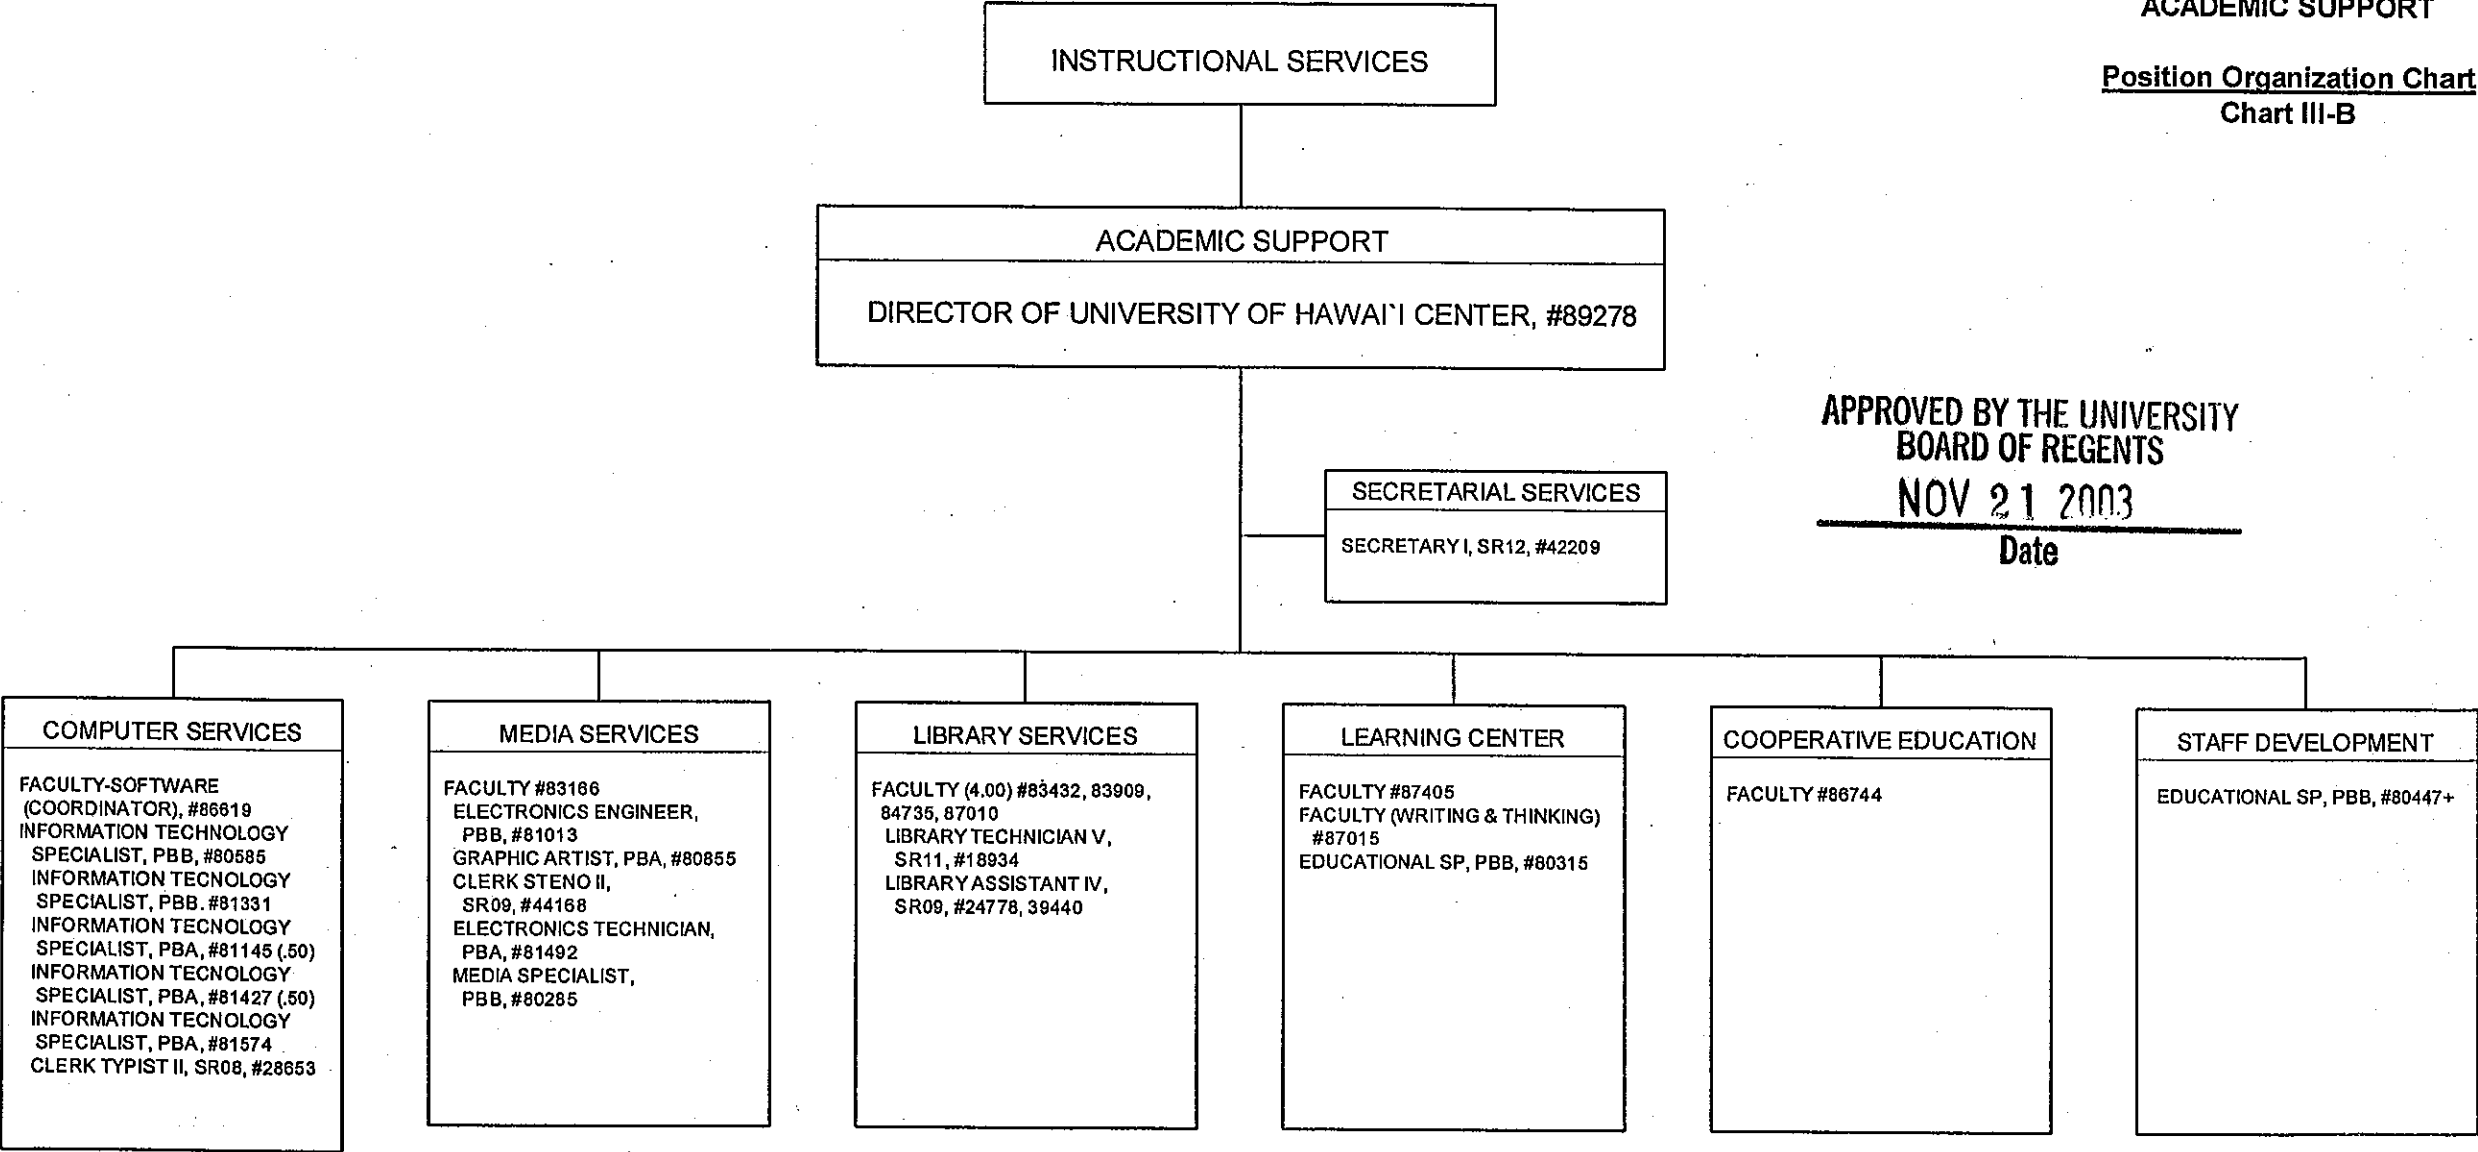 ACADEMIC SUPPORT
Position Organization Chart
Chart III-B
INSTRUCTIONAL SERVICES
ACADEMIC SUPPORT
DIRECTOR OF UNIVERSITY OF HAWAI`I CENTER, #89278
APPROVED BY THE UNIVERSITY
BOARD OF REGENTS
NOV 21 2003
Date
SECRETARIAL SERVICES
SECRETARY I, SR12, #42209
COMPUTER SERVICES
FACULTY-SOFTWARE
(COORDINATOR), #86619
INFORMATION TECHNOLOGY
SPECIALIST, PBB, #80585
INFORMATION TECNOLOGY
SPECIALIST, PBB. #81331
INFORMATION TECNOLOGY
SPECIALIST, PBA, #81145 (.50)
INFORMATION TECNOLOGY
SPECIALIST, PBA, #81427 (.50)
INFORMATION TECNOLOGY
SPECIALIST, PBA, #81574
CLERK TYPIST II, SR08, #28653
MEDIA SERVICES
FACULTY #83166
ELECTRONICS ENGINEER,
PBB, #81013
GRAPHIC ARTIST, PBA, #80855
CLERK STENO II,
SR09, #44168
ELECTRONICS TECHNICIAN,
PBA, #81492
MEDIA SPECIALIST,
PBB, #80285
LIBRARY SERVICES
FACULTY (4.00) #83432, 83909,
84735, 87010
LIBRARY TECHNICIAN V,
SR11, #18934
LIBRARY ASSISTANT IV,
SR09, #24778, 39440
LEARNING CENTER
FACULTY #87405
FACULTY (WRITING & THINKING)
#87015
EDUCATIONAL SP, PBB, #80315
COOPERATIVE EDUCATION
FACULTY #86744
STAFF DEVELOPMENT
EDUCATIONAL SP, PBB, #80447+